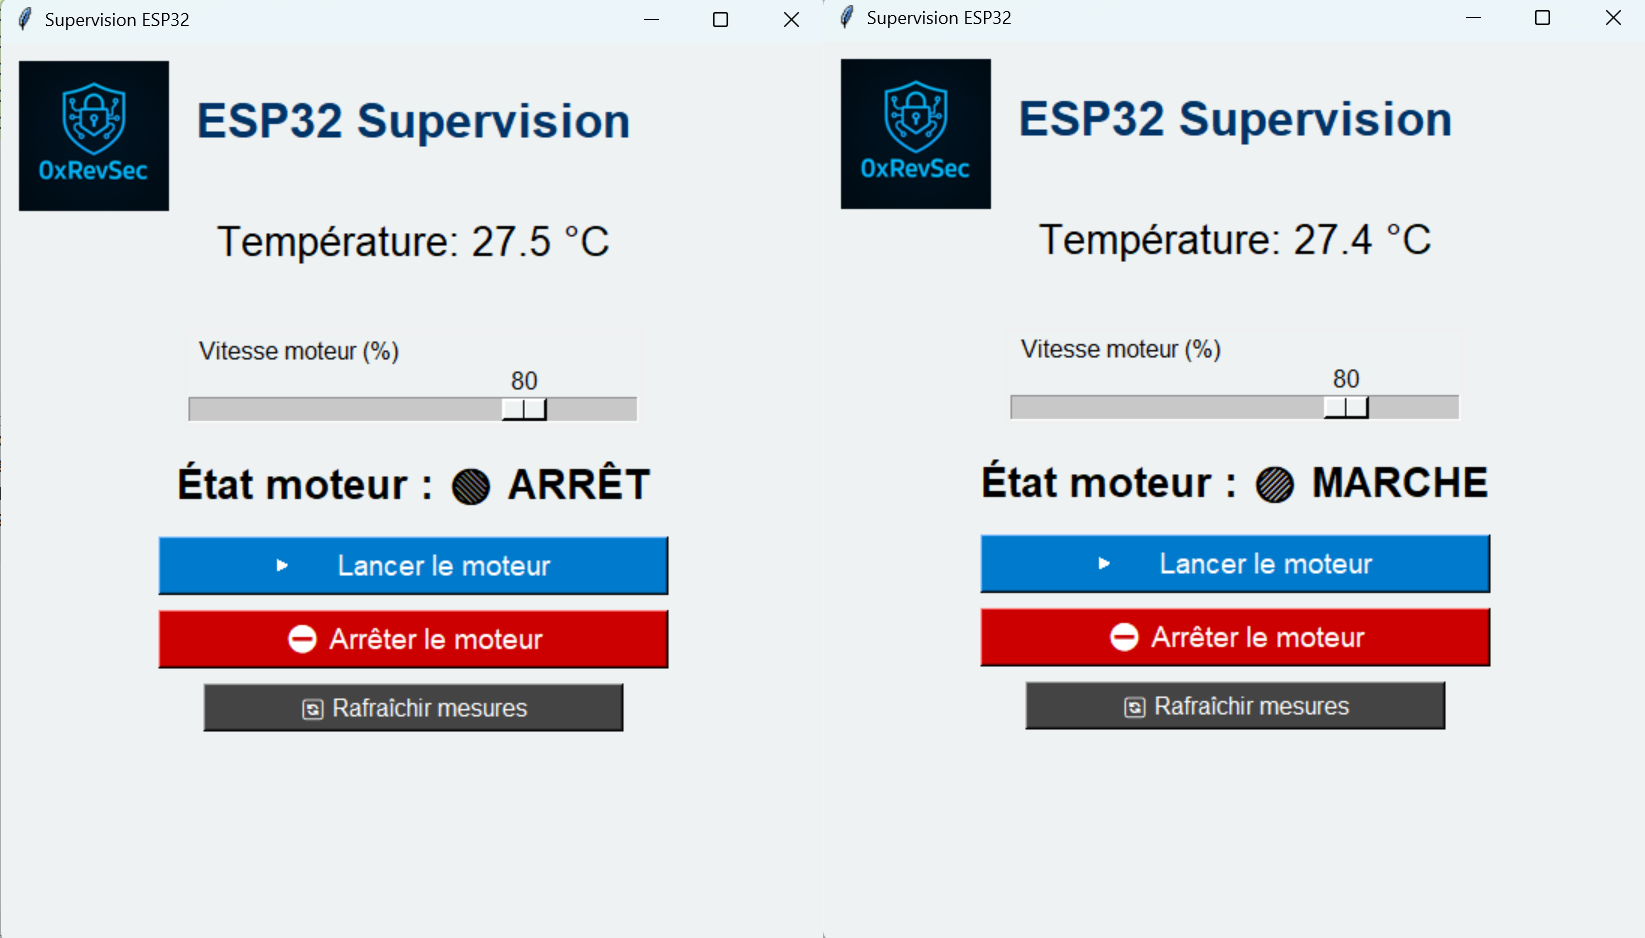 Supervision ESP32
0xRevSec
ESP32 Supervision
Température: 27.5 °C
Vitesse moteur (%)
80
État moteur : ARRÊT
Lancer le moteur
Arrêter le moteur
Rafraîchir mesures
Supervision ESP32
0xRevSec
ESP32 Supervision
Température: 27.4 °C
Vitesse moteur (%)
80
État moteur : MARCHE
Lancer le moteur
Arrêter le moteur
Rafraîchir mesures